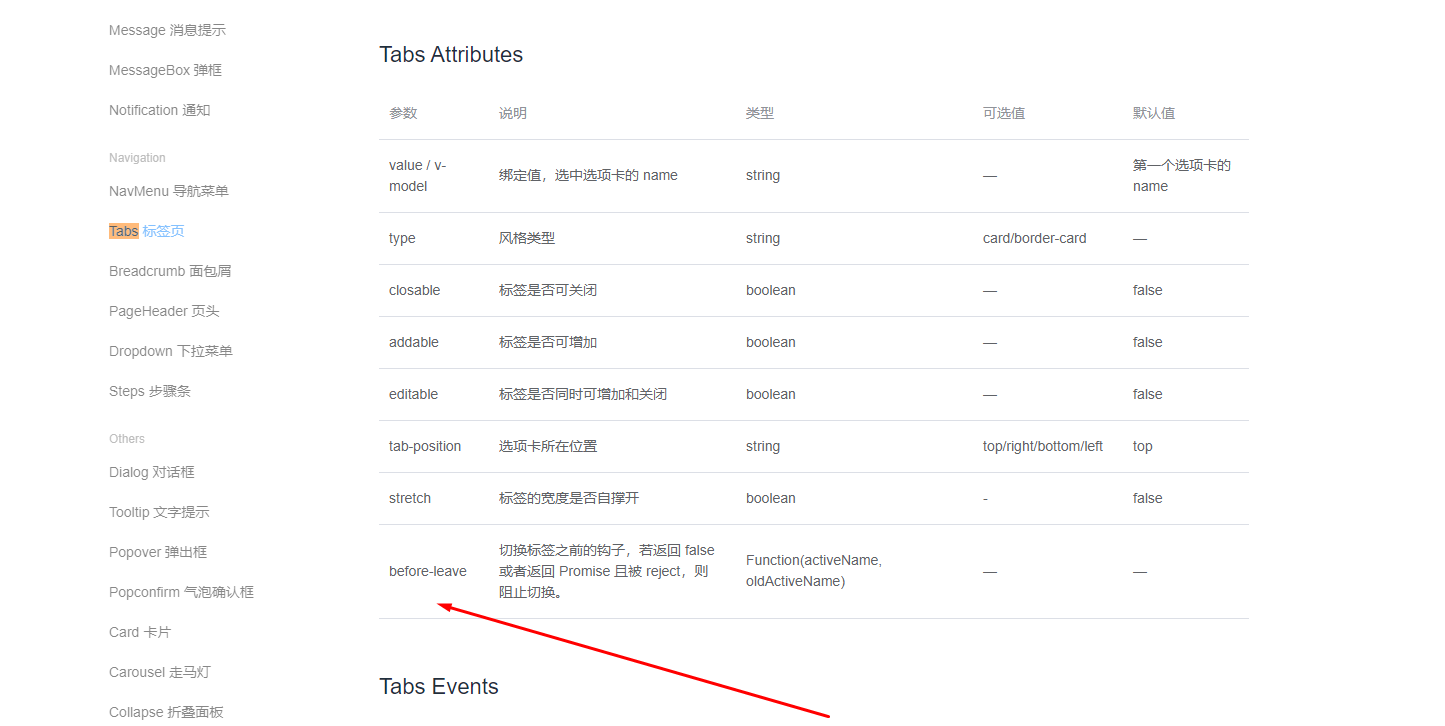 Message 消息提示
MessageBox 弹框
Notification 通知
Navigation
NavMenu 导航菜单
Tabs 标签页
Breadcrumb 面包屑
PageHeader 页头
Dropdown 下拉菜单
Steps 步骤条
Others
Dialog 对话框
Tooltip 文字提示
Popover 弹出框
Popconfirm 气泡确认框
Card 卡片
Carousel 走马灯
Collapse 折叠面板
Tabs Attributes
参数 说明 类型 可选值 默认值
value / v-
model
绑定值，选中选项卡的 name
string
—
第一个选项卡的
name
type 风格类型 string card/border-card —
closable 标签是否可关闭 boolean — false
addable 标签是否可增加 boolean — false
editable 标签是否同时可增加和关闭 boolean — false
tab-position 选项卡所在位置 string top/right/bottom/left top
stretch 标签的宽度是否自撑开 boolean - false
before-leave
切换标签之前的钩子，若返回 false
或者返回 Promise 且被 reject，则
阻止切换。
Function(activeName,
oldActiveName)
—
—
Tabs Events